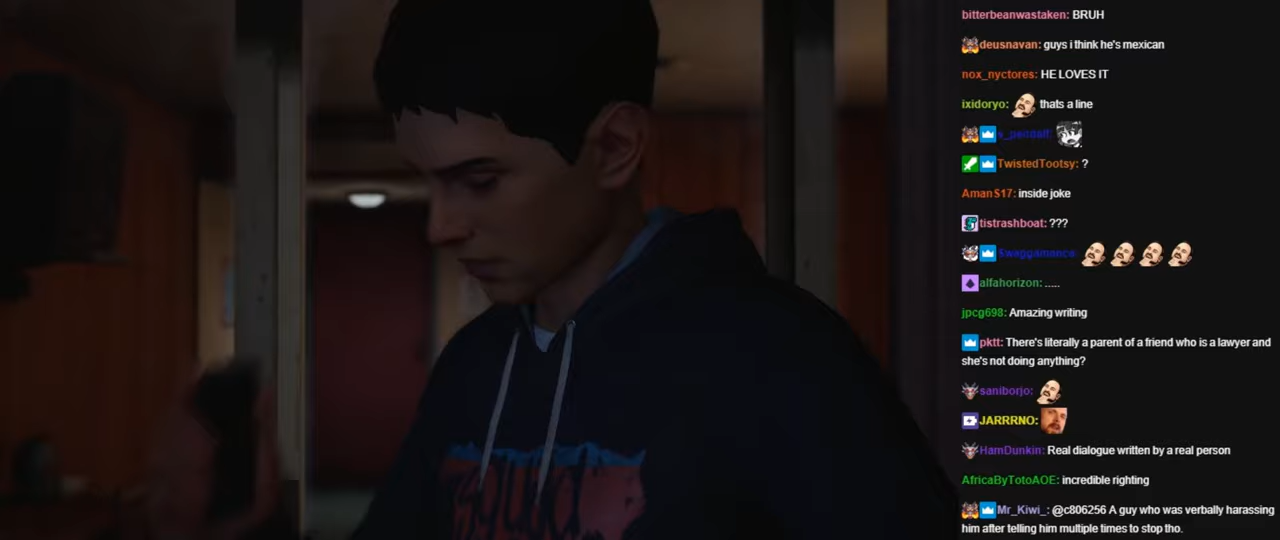 bitterbeanwastaken: BRUH
deusnavan: guys i think he's mexican
nox_nyctores: HE LOVES IT
ixidoryo: thats a line
s_pandalf:
TwistedTootsy: ?
AmanS17: inside joke
tistrashboat: ???
alfahorizon: .....
jpcg698: Amazing writing
pktt: There's literally a parent of a friend who is a lawyer and
she's not doing anything?
saniborjo:
JARRRNO:
HamDunkin: Real dialogue written by a real person
AfricaByTotoAOE: incredible righting
Mr_Kiwi_: @c806256 A guy who was verbally harassing
him after telling him multiple times to stop tho.